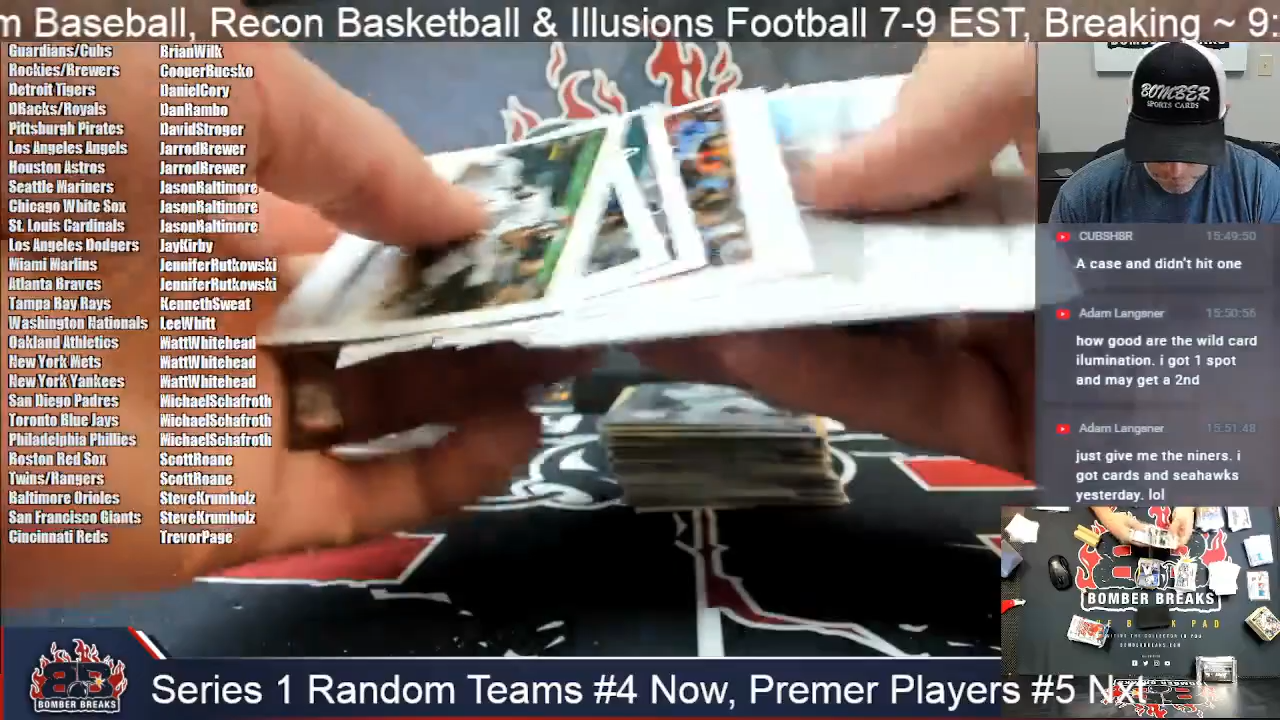 m Baseball, Recon Basketball & Illusions Football 7-9 EST, Breaking ~ 9:
Guardians/Cubs BrianWilk
Rockies/Brewers CooperBucsko
Detroit Tigers DanielCory
DBacks/Royals DanRambo
Pittsburgh Pirates DavidStroger
Los Angeles Angels JarrodBrewer
Houston Astros JarrodBrewer
Seattle Mariners JasonBaltimore
Chicago White Sox JasonBaltimore
St. Louis Cardinals JasonBaltimore
Los Angeles Dodgers JayKirby
Miami Marlins JenniferRutkowski
Atlanta Braves JenniferRutkowski
Tampa Bay Rays KennethSweat
Washington Nationals LeeWhitt
Oakland Athletics MattWhitehead
New York Mets MattWhitehead
New York Yankees MattWhitehead
San Diego Padres MichaelSchafroth
Toronto Blue Jays MichaelSchafroth
Philadelphia Phillies MichaelSchafroth
Boston Red Sox ScottRoane
Twins/Rangers ScottRoane
Baltimore Orioles SteveKrumholz
San Francisco Giants SteveKrumholz
Cincinnati Reds TrevorPage
BOMBER
SPORTS CARDS
CUBSH8R 15:49:50
A case and didn't hit one
Adam Langsner 15:50:56
how good are the wild card
ilumination. i got 1 spot
and may get a 2nd
Adam Langsner 15:51:48
just give me the niners. i
got cards and seahawks
yesterday. lol
BOMBER BREAKS
BOMBER BREAKS
Series 1 Random Teams #4 Now, Premer Players #5 Nxt